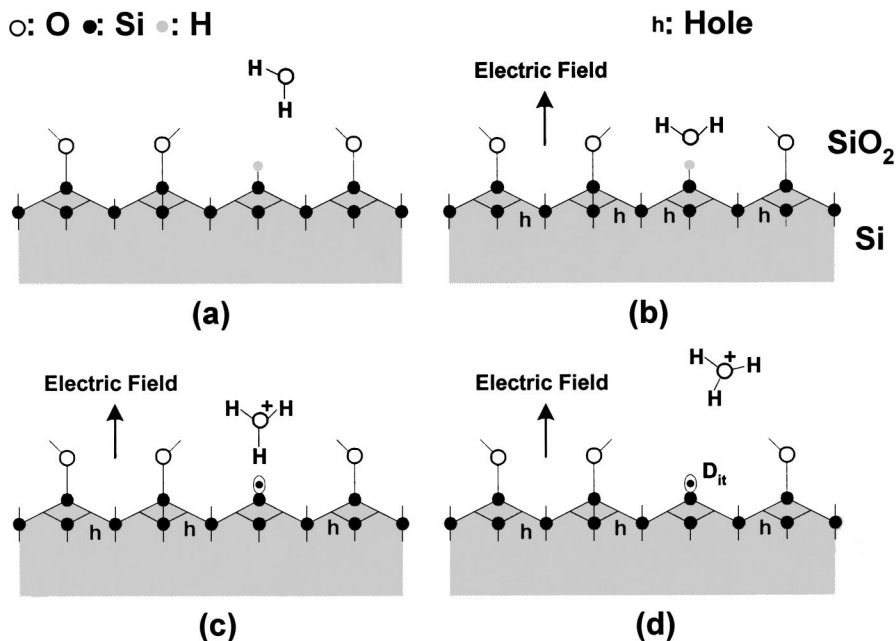 O: O ●: Si ●: H
h: Hole
H
H
Electric Field
H H
SiO2
h h h h
Si
(a)
(b)
Electric Field
H + H
H
h h h
(c)
Electric Field
+
H H
H
Dit
h h h
(d)